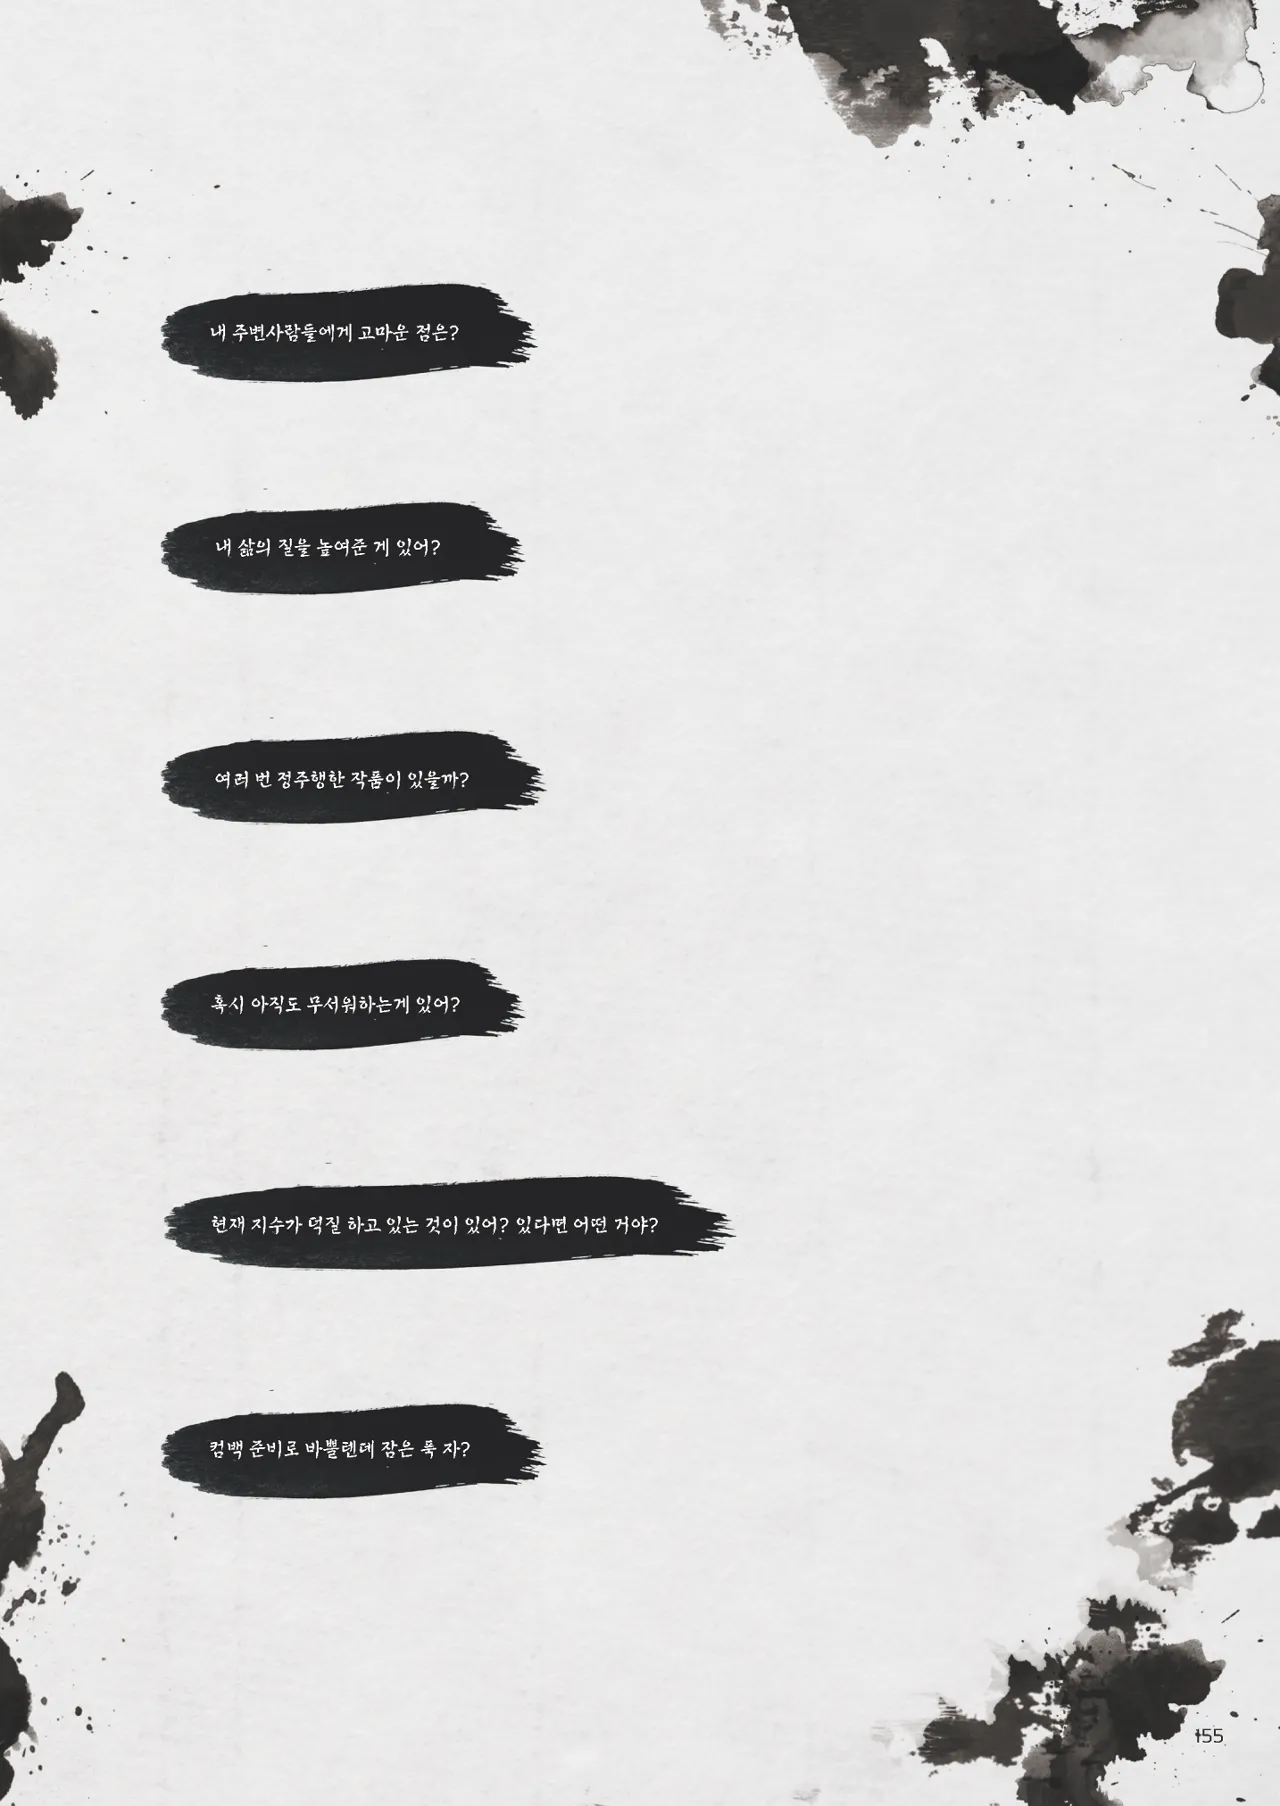 내 주변사람들에게 고마운 점은?
내 삶의 질을 높여준 게 있어?
여러 번 정주행한 작품이 있을까?
혹시 아직도 무서워하는게 있어?
현재 지수가 덕질 하고 있는 것이 있어? 있다면 어떤 거야?
컴백 준비로 바쁠텐데 잠은 푹 자?
155